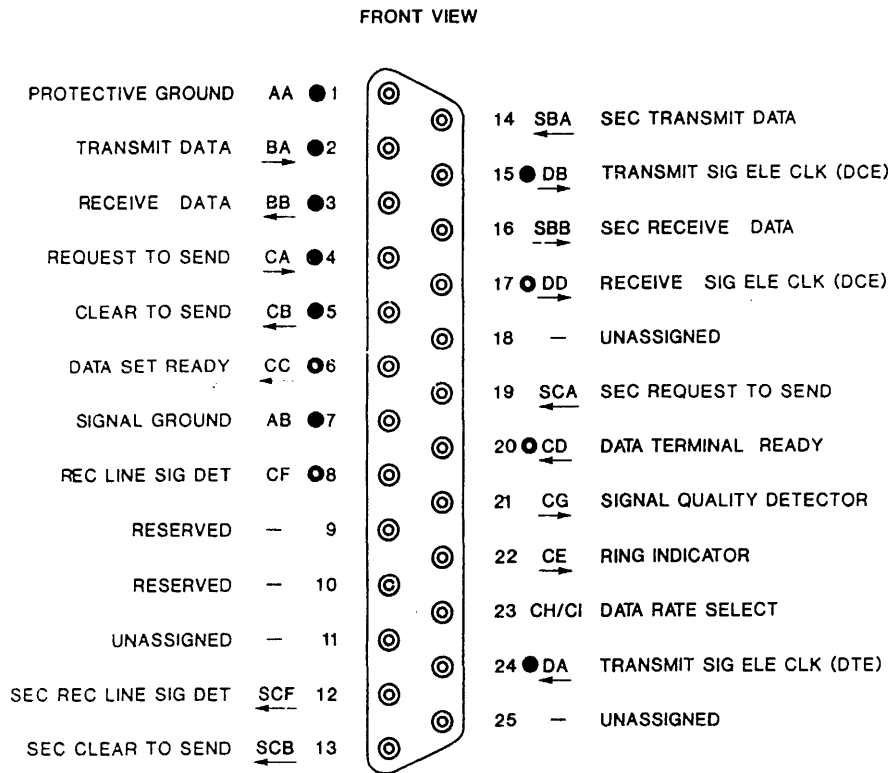 FRONT VIEW
PROTECTIVE GROUND AA 1
TRANSMIT DATA BA 2
RECEIVE DATA BB 3
REQUEST TO SEND CA 4
CLEAR TO SEND CB 5
DATA SET READY CC 6
SIGNAL GROUND AB 7
REC LINE SIG DET CF 8
RESERVED — 9
RESERVED — 10
UNASSIGNED — 11
SEC REC LINE SIG DET SCF 12
SEC CLEAR TO SEND SCB 13
14 SBA SEC TRANSMIT DATA
15 DB TRANSMIT SIG ELE CLK (DCE)
16 SBB SEC RECEIVE DATA
17 DD RECEIVE SIG ELE CLK (DCE)
18 — UNASSIGNED
19 SCA SEC REQUEST TO SEND
20 CD DATA TERMINAL READY
21 CG SIGNAL QUALITY DETECTOR
22 CE RING INDICATOR
23 CH/CI DATA RATE SELECT
24 DA TRANSMIT SIG ELE CLK (DTE)
25 — UNASSIGNED